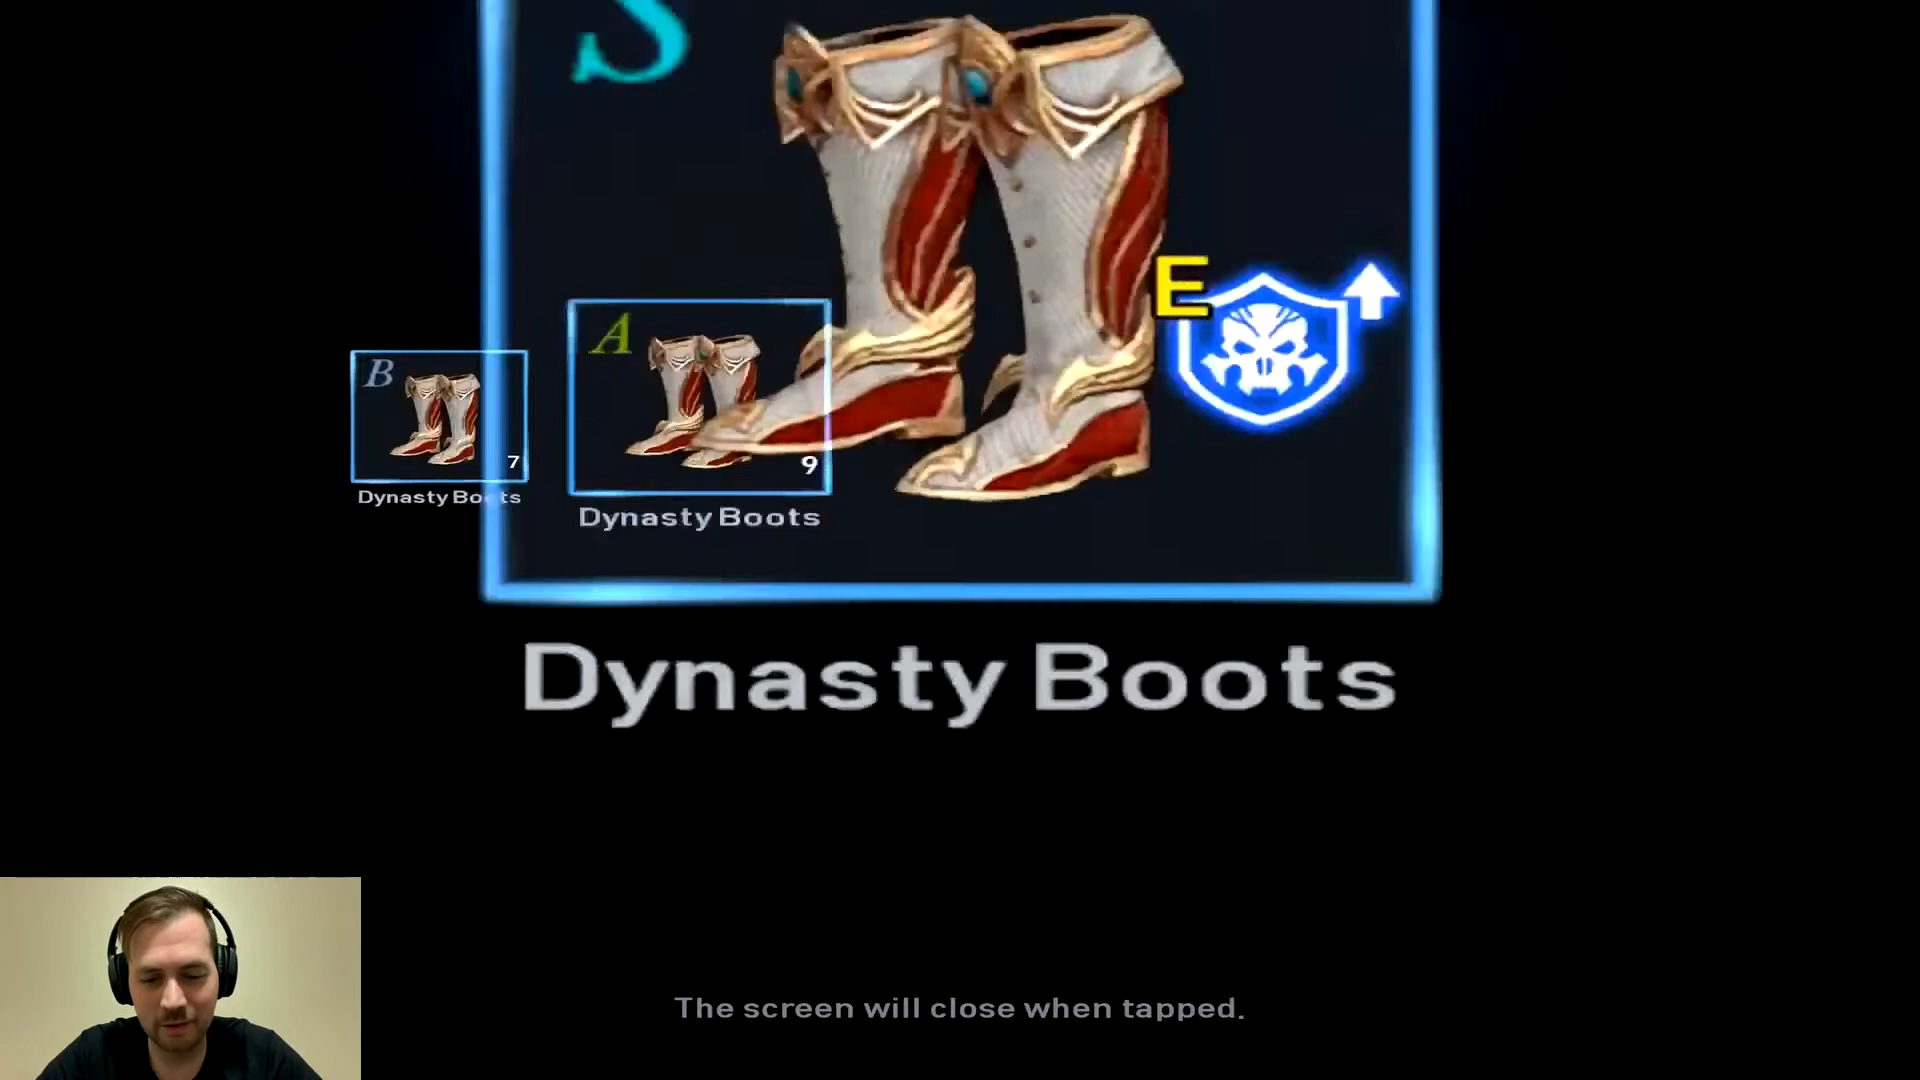 S
E
A
B
9
7
Dynasty Boots
Dynasty Boots
Dynasty Boots
The screen will close when tapped.